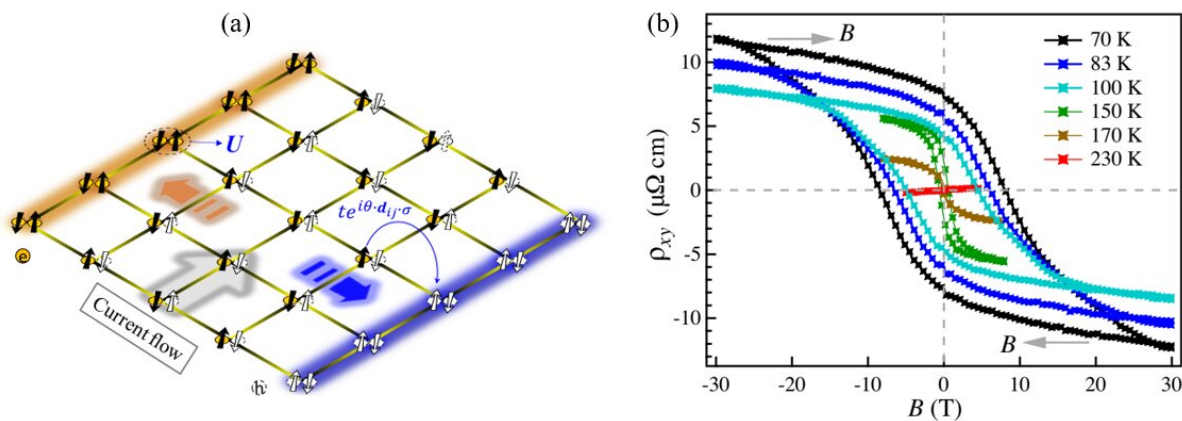 (a)
U
te^{iθ·d_{ij}·σ}
e
Current flow
(b)
B
70 K
83 K
100 K
150 K
170 K
230 K
10
5
0
-5
-10
ρ_{xy} (μΩ cm)
B
-30
-20
-10
0
10
20
30
B (T)